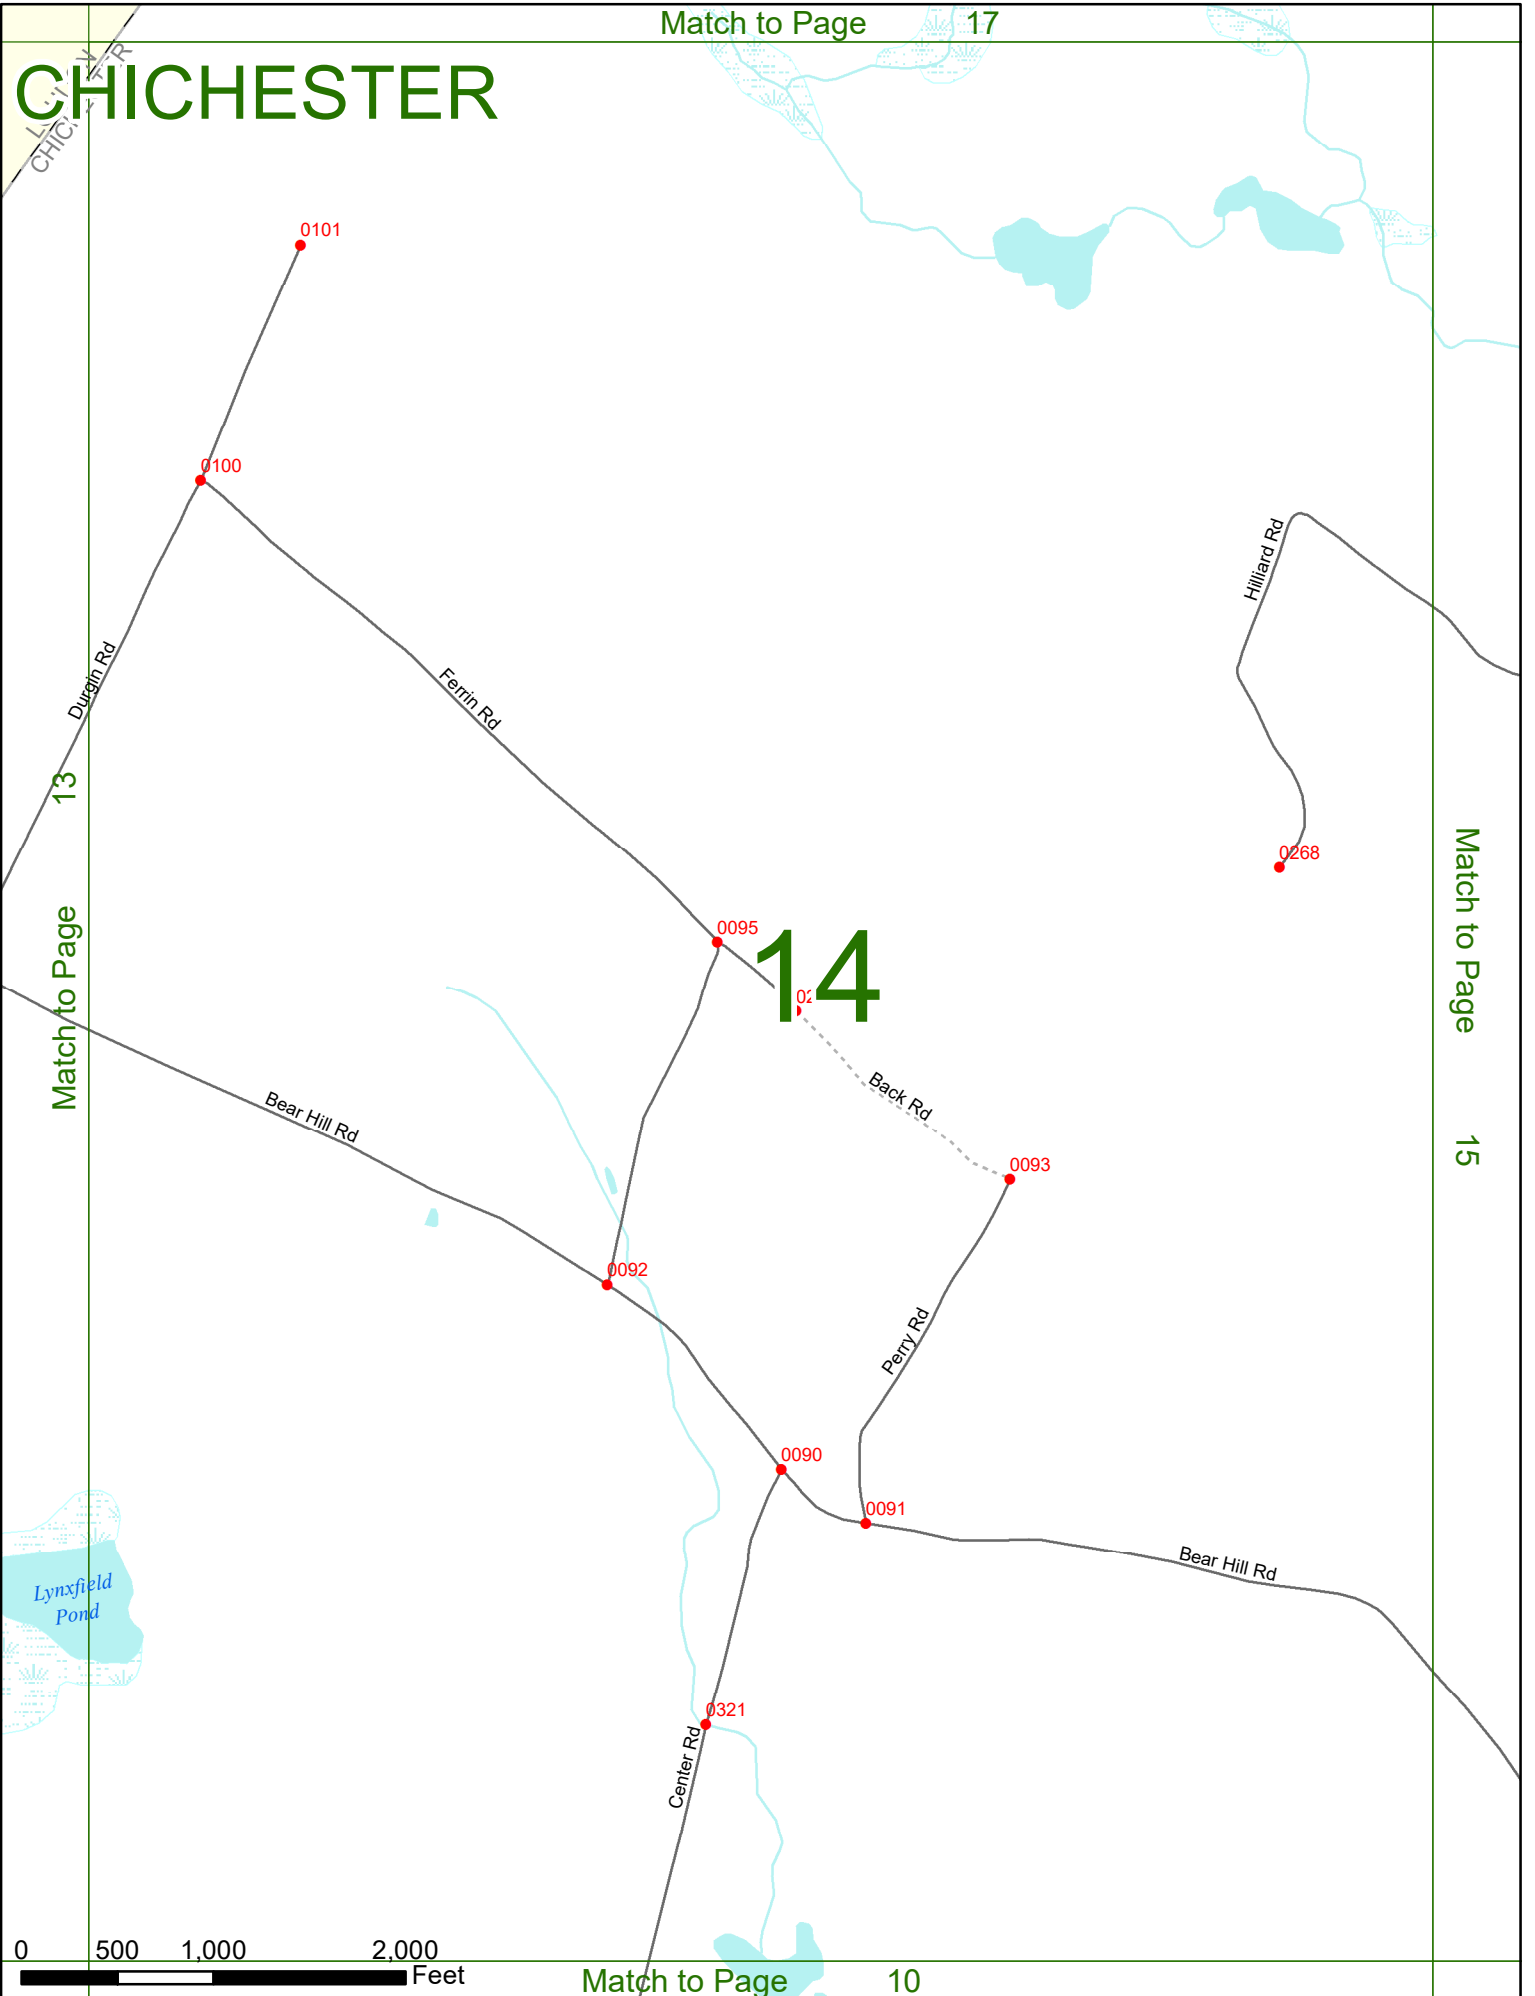 Match to Page 17
CHICHESTER
0101
0100
Hilliard Rd
Durgin Rd
Ferrin Rd
13
Match to Page
0268
Match to Page
15
0095
14
Back Rd
Bear Hill Rd
0093
0092
Perry Rd
0090
0091
Bear Hill Rd
Lynxfield
Pond
0321
Center Rd
0 500 1,000 2,000
Feet
Match to Page 10